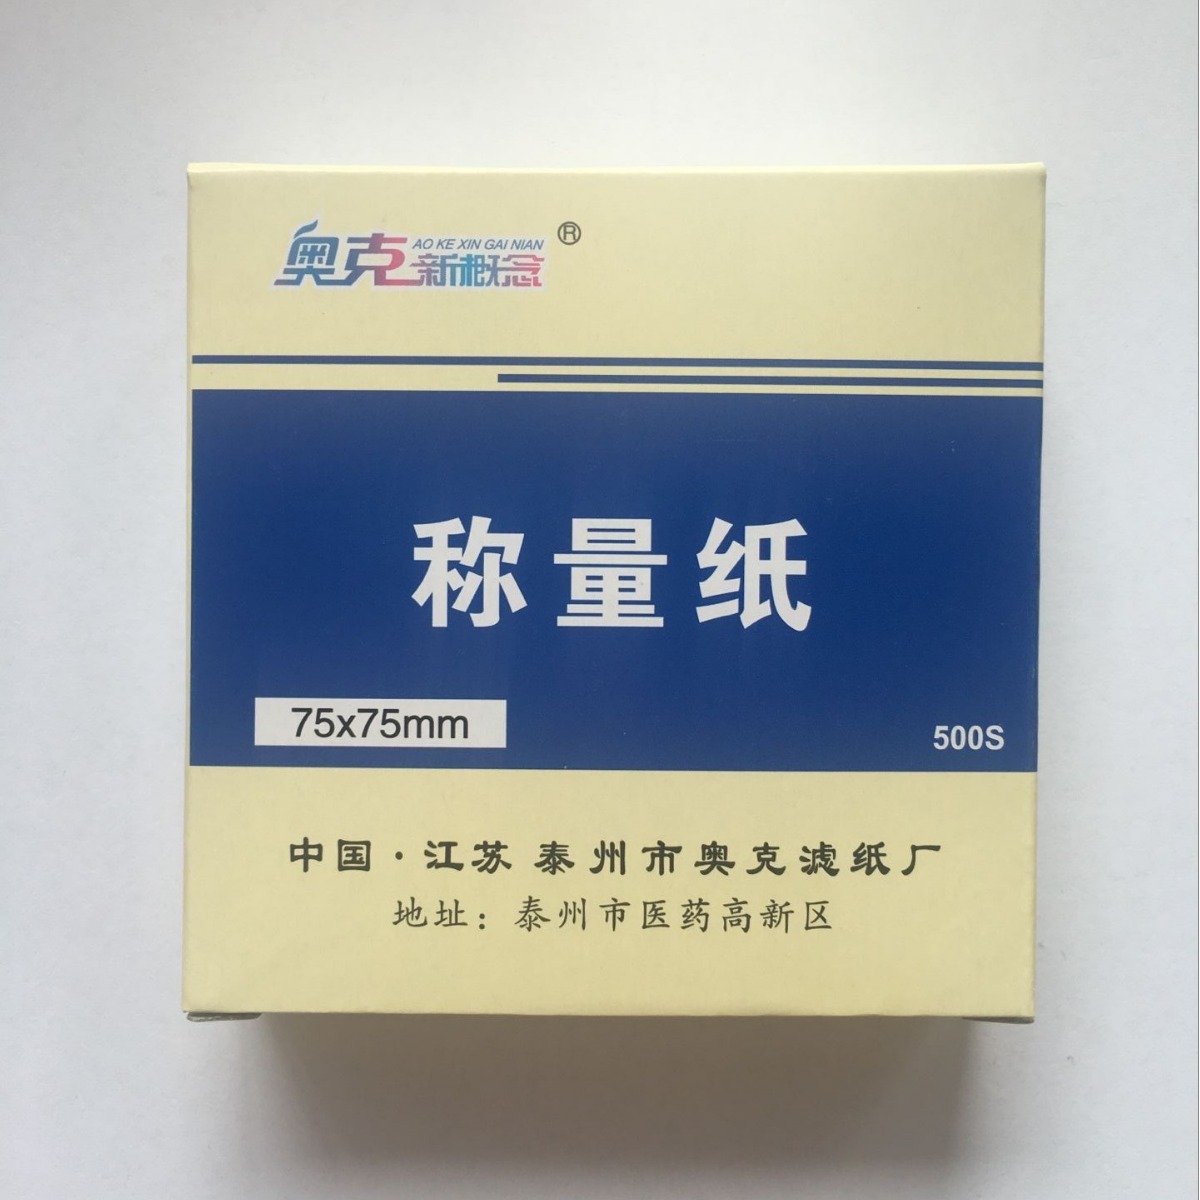 奥克 AO KE XIN GAI NIAN ®
新概念
称量纸
75x75mm
500S
中国·江苏 泰州市奥克滤纸厂
地址：泰州市医药高新区